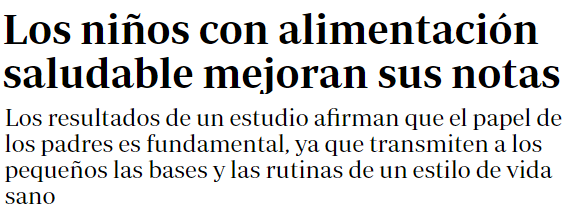 Los niños con alimentación
saludable mejoran sus notas
Los resultados de un estudio afirman que el papel de
los padres es fundamental, ya que transmiten a los
pequeños las bases y las rutinas de un estilo de vida
sano